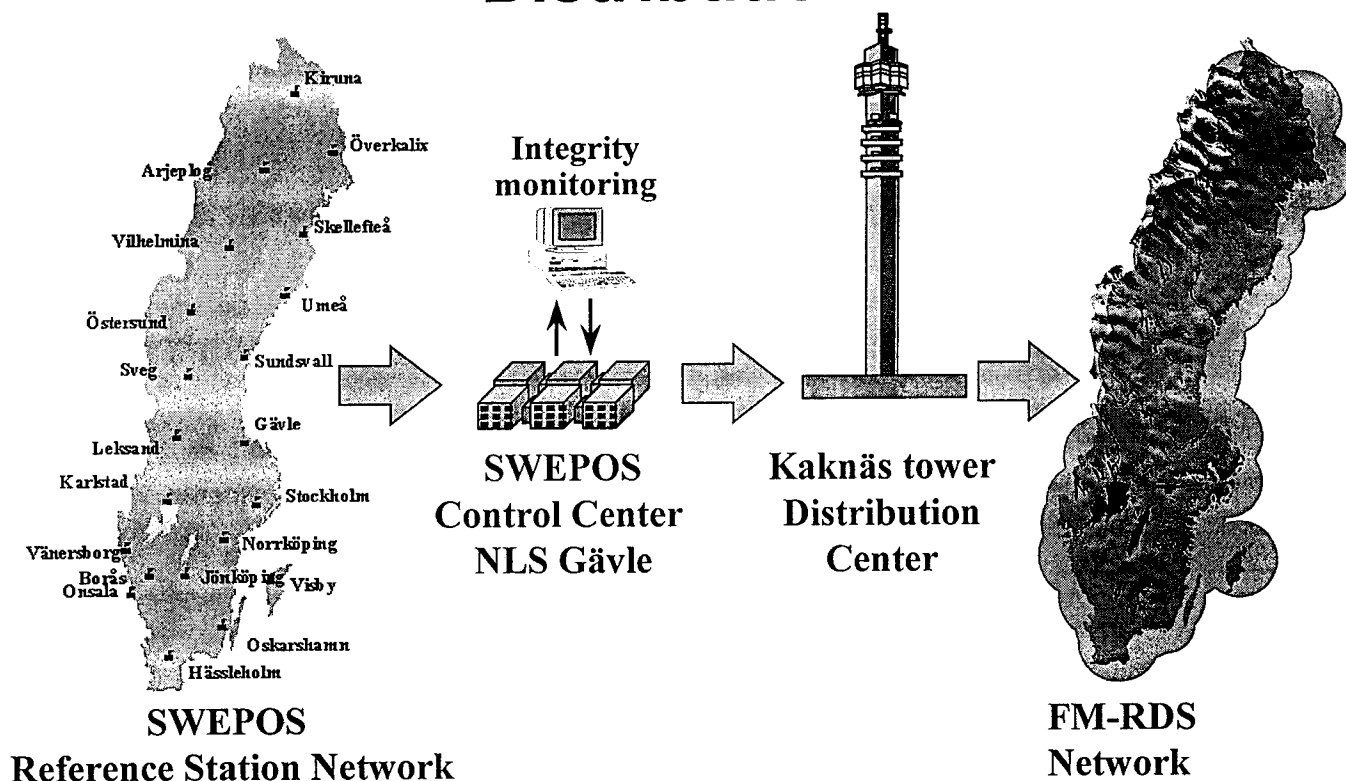 Kiruna
Överkalix
Arjeplog
Skellefteå
Vilhelmina
Umeå
Östersund
Sundsvall
Sveg
Gävle
Leksand
Karlstad
Stockholm
Norrköping
Vänersborg
Borås
Jönköping
Visby
Onsala
Oskarshamn
Hässleholm
SWEPOS
Reference Station Network
Integrity
monitoring
SWEPOS
Control Center
NLS Gävle
Kaknäs tower
Distribution
Center
FM-RDS
Network